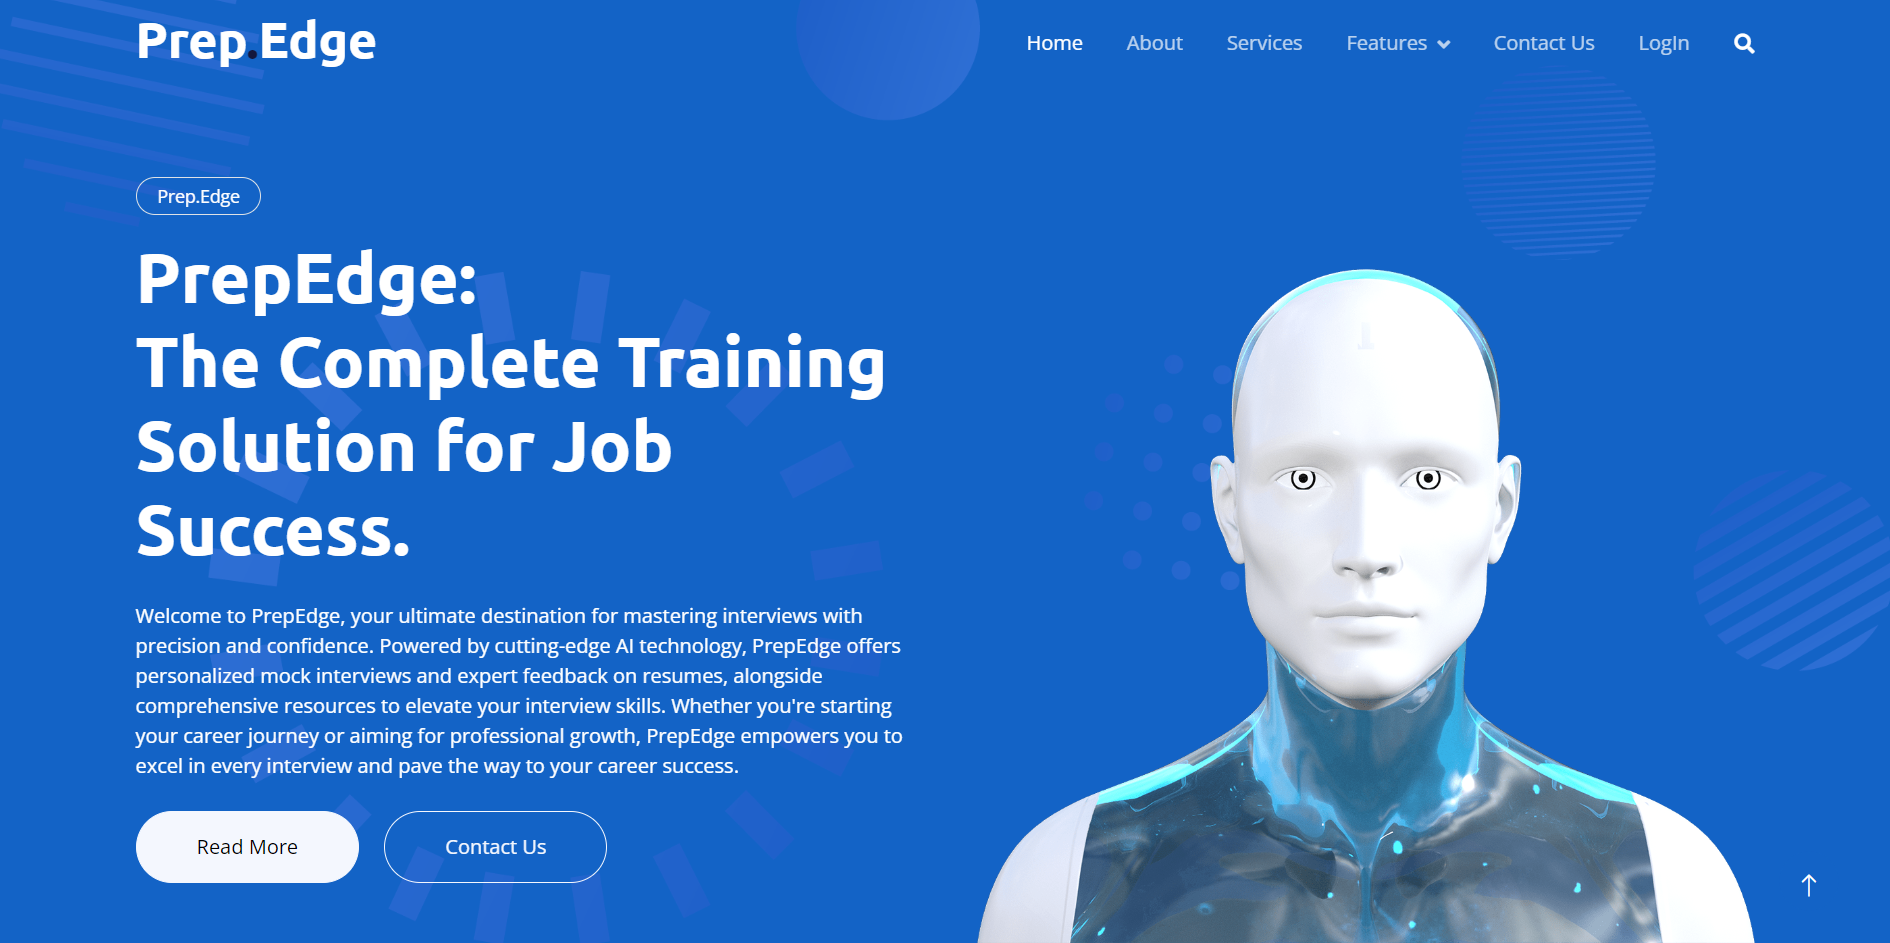 Prep.Edge
Home About Services Features Contact Us LogIn
Prep.Edge
PrepEdge:
The Complete Training
Solution for Job
Success.
Welcome to PrepEdge, your ultimate destination for mastering interviews with
precision and confidence. Powered by cutting-edge AI technology, PrepEdge offers
personalized mock interviews and expert feedback on resumes, alongside
comprehensive resources to elevate your interview skills. Whether you're starting
your career journey or aiming for professional growth, PrepEdge empowers you to
excel in every interview and pave the way to your career success.
Read More Contact Us